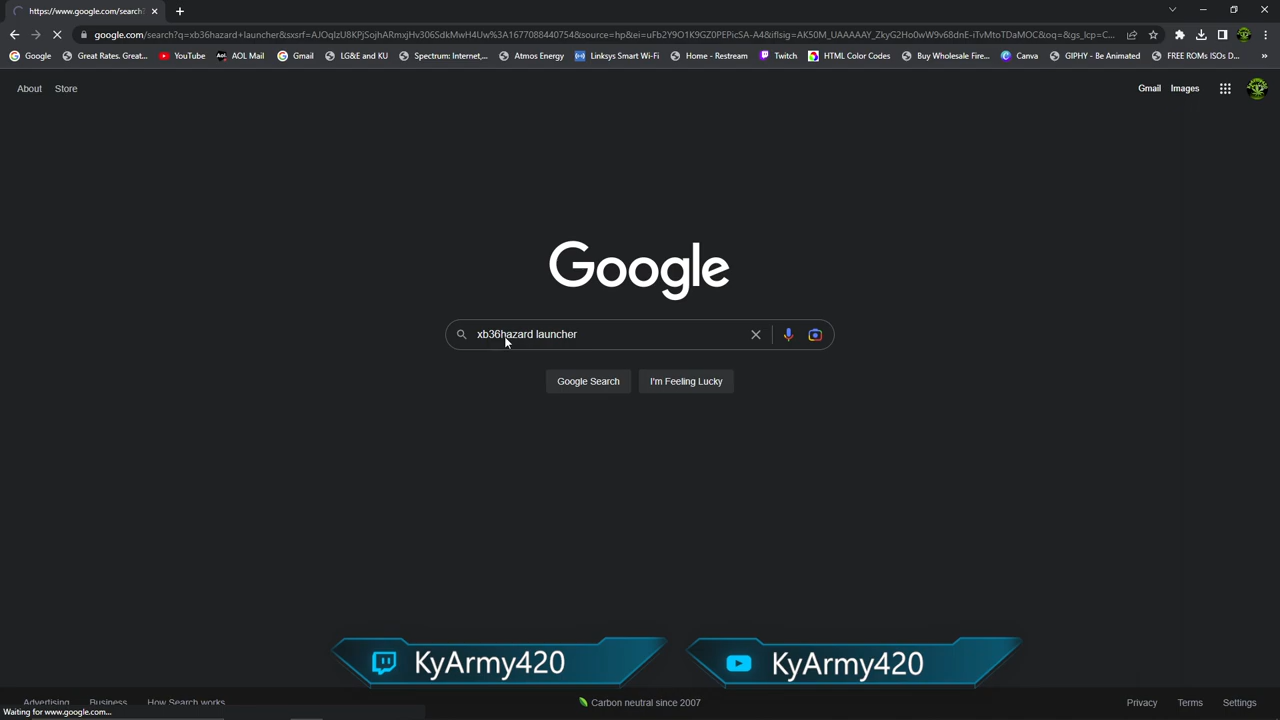 https://www.google.com/search?
google.com/search?q=xb36hazard+launcher&sxsrf=AJOqlzU8KPjSojhARmxjHv306SdkMwH4Uw%3A1677088440754&source=hp&ei=uFb2Y9O1K9GZ0PEPicSA-A4&iflsig=AK50M_UAAAAAY_ZkyG2Ho0wW9v68dnE-iTvMtoTDaMOC&oq=&gs_lcp=C...
Google Great Rates: Great... YouTube AOL Mail Gmail LG&E and KU Spectrum: Internet,... Atmos Energy Linksys Smart Wi-Fi Home - Restream Twitch HTML Color Codes Buy Wholesale Fire... Canva GIPHY - Be Animated FREE ROMs ISOs D... »
About Store Gmail Images
Google
xb36hazard launcher
Google Search I'm Feeling Lucky
KyArmy420 KyArmy420
Advertising Business How Search works Carbon neutral since 2007 Privacy Terms Settings
Waiting for www.google.com...